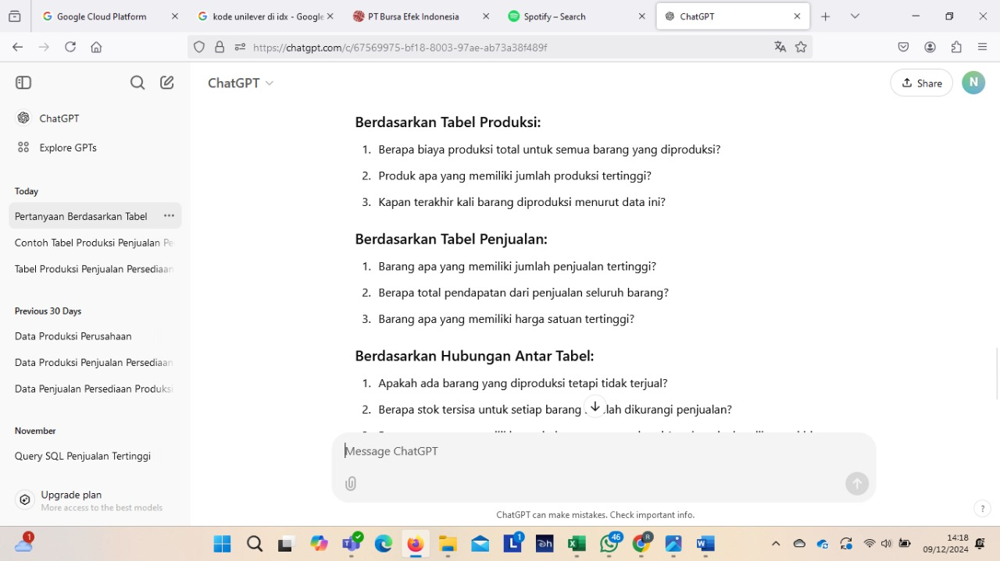 Google Cloud Platform
kode unilever di idx - Google
PT Bursa Efek Indonesia
Spotify – Search
ChatGPT
https://chatgpt.com/c/67569975-bf18-8003-97ae-ab73a38f489f
ChatGPT
Share
N
ChatGPT
Explore GPTs
Today
Pertanyaan Berdasarkan Tabel
Contoh Tabel Produksi Penjualan Pe
Tabel Produksi Penjualan Persediaan
Previous 30 Days
Data Produksi Perusahaan
Data Produksi Penjualan Persediaan
Data Penjualan Persediaan Produksi
November
Query SQL Penjualan Tertinggi
Upgrade plan
More access to the best models
Berdasarkan Tabel Produksi:
1. Berapa biaya produksi total untuk semua barang yang diproduksi?
2. Produk apa yang memiliki jumlah produksi tertinggi?
3. Kapan terakhir kali barang diproduksi menurut data ini?
Berdasarkan Tabel Penjualan:
1. Barang apa yang memiliki jumlah penjualan tertinggi?
2. Berapa total pendapatan dari penjualan seluruh barang?
3. Barang apa yang memiliki harga satuan tertinggi?
Berdasarkan Hubungan Antar Tabel:
1. Apakah ada barang yang diproduksi tetapi tidak terjual?
2. Berapa stok tersisa untuk setiap barang lah dikurangi penjualan?
Message ChatGPT
ChatGPT can make mistakes. Check important info.
?
1
1
46
R
14:18
09/12/2024